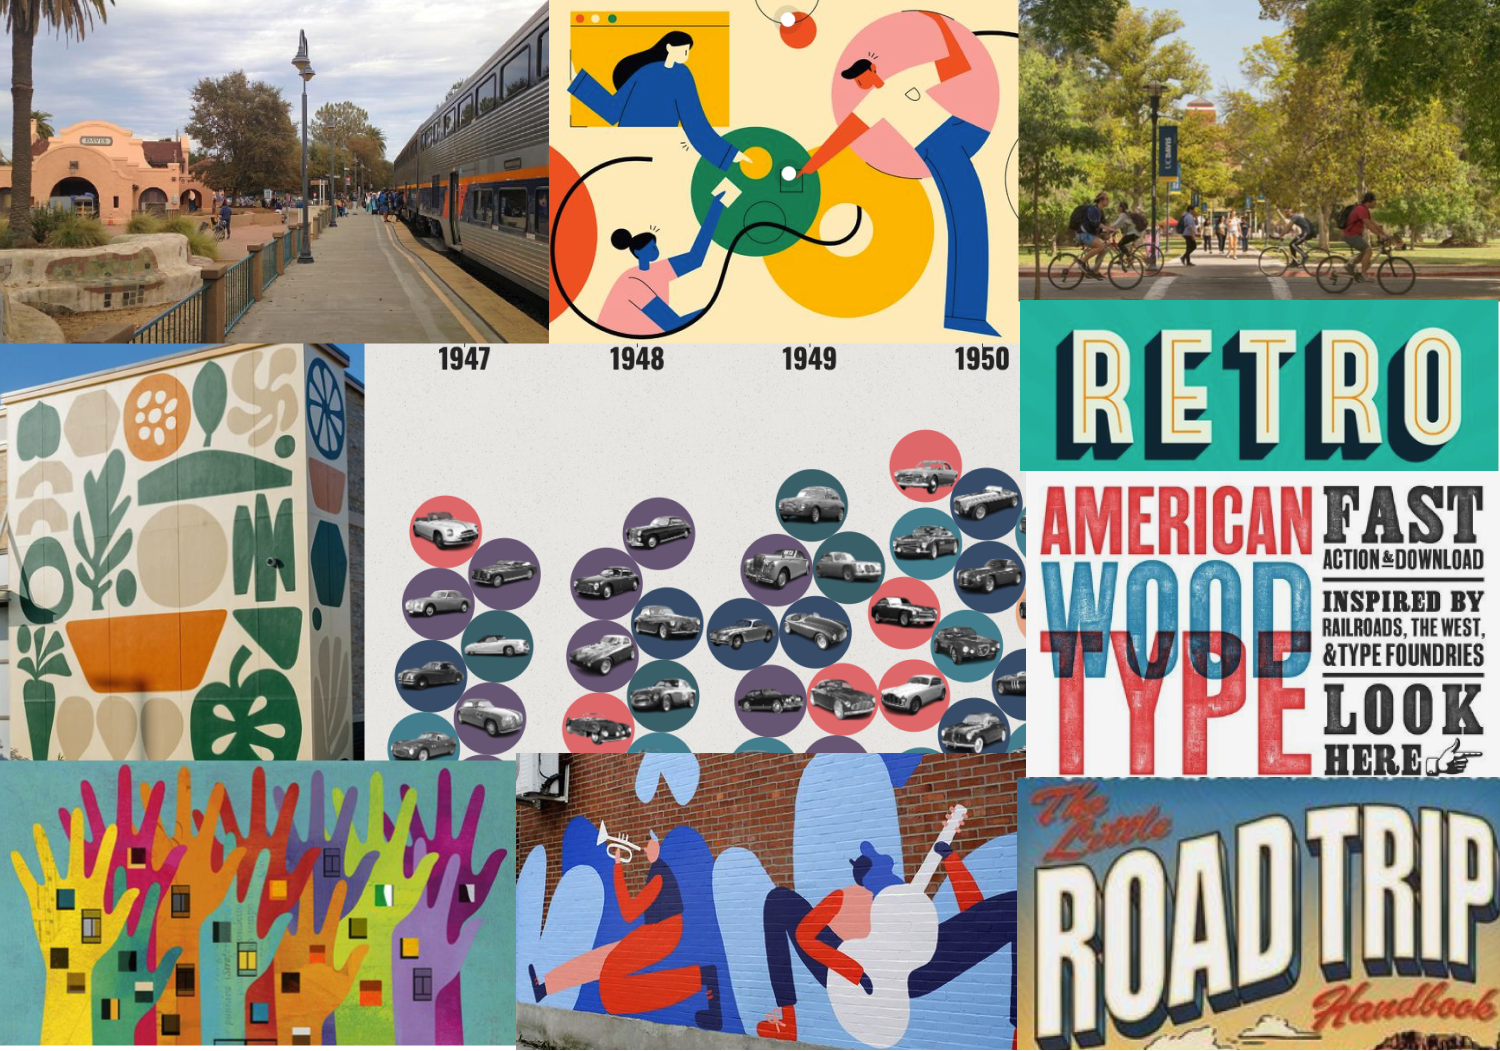 DAVIS
UC DAVIS
1947
1948
1949
1950
RETRO
AMERICAN
WOOD
TYPE
FAST
ACTION & DOWNLOAD
INSPIRED BY
RAILROADS, THE WEST,
& TYPE FOUNDRIES
LOOK
HERE
The
Little
ROAD TRIP
Handbook